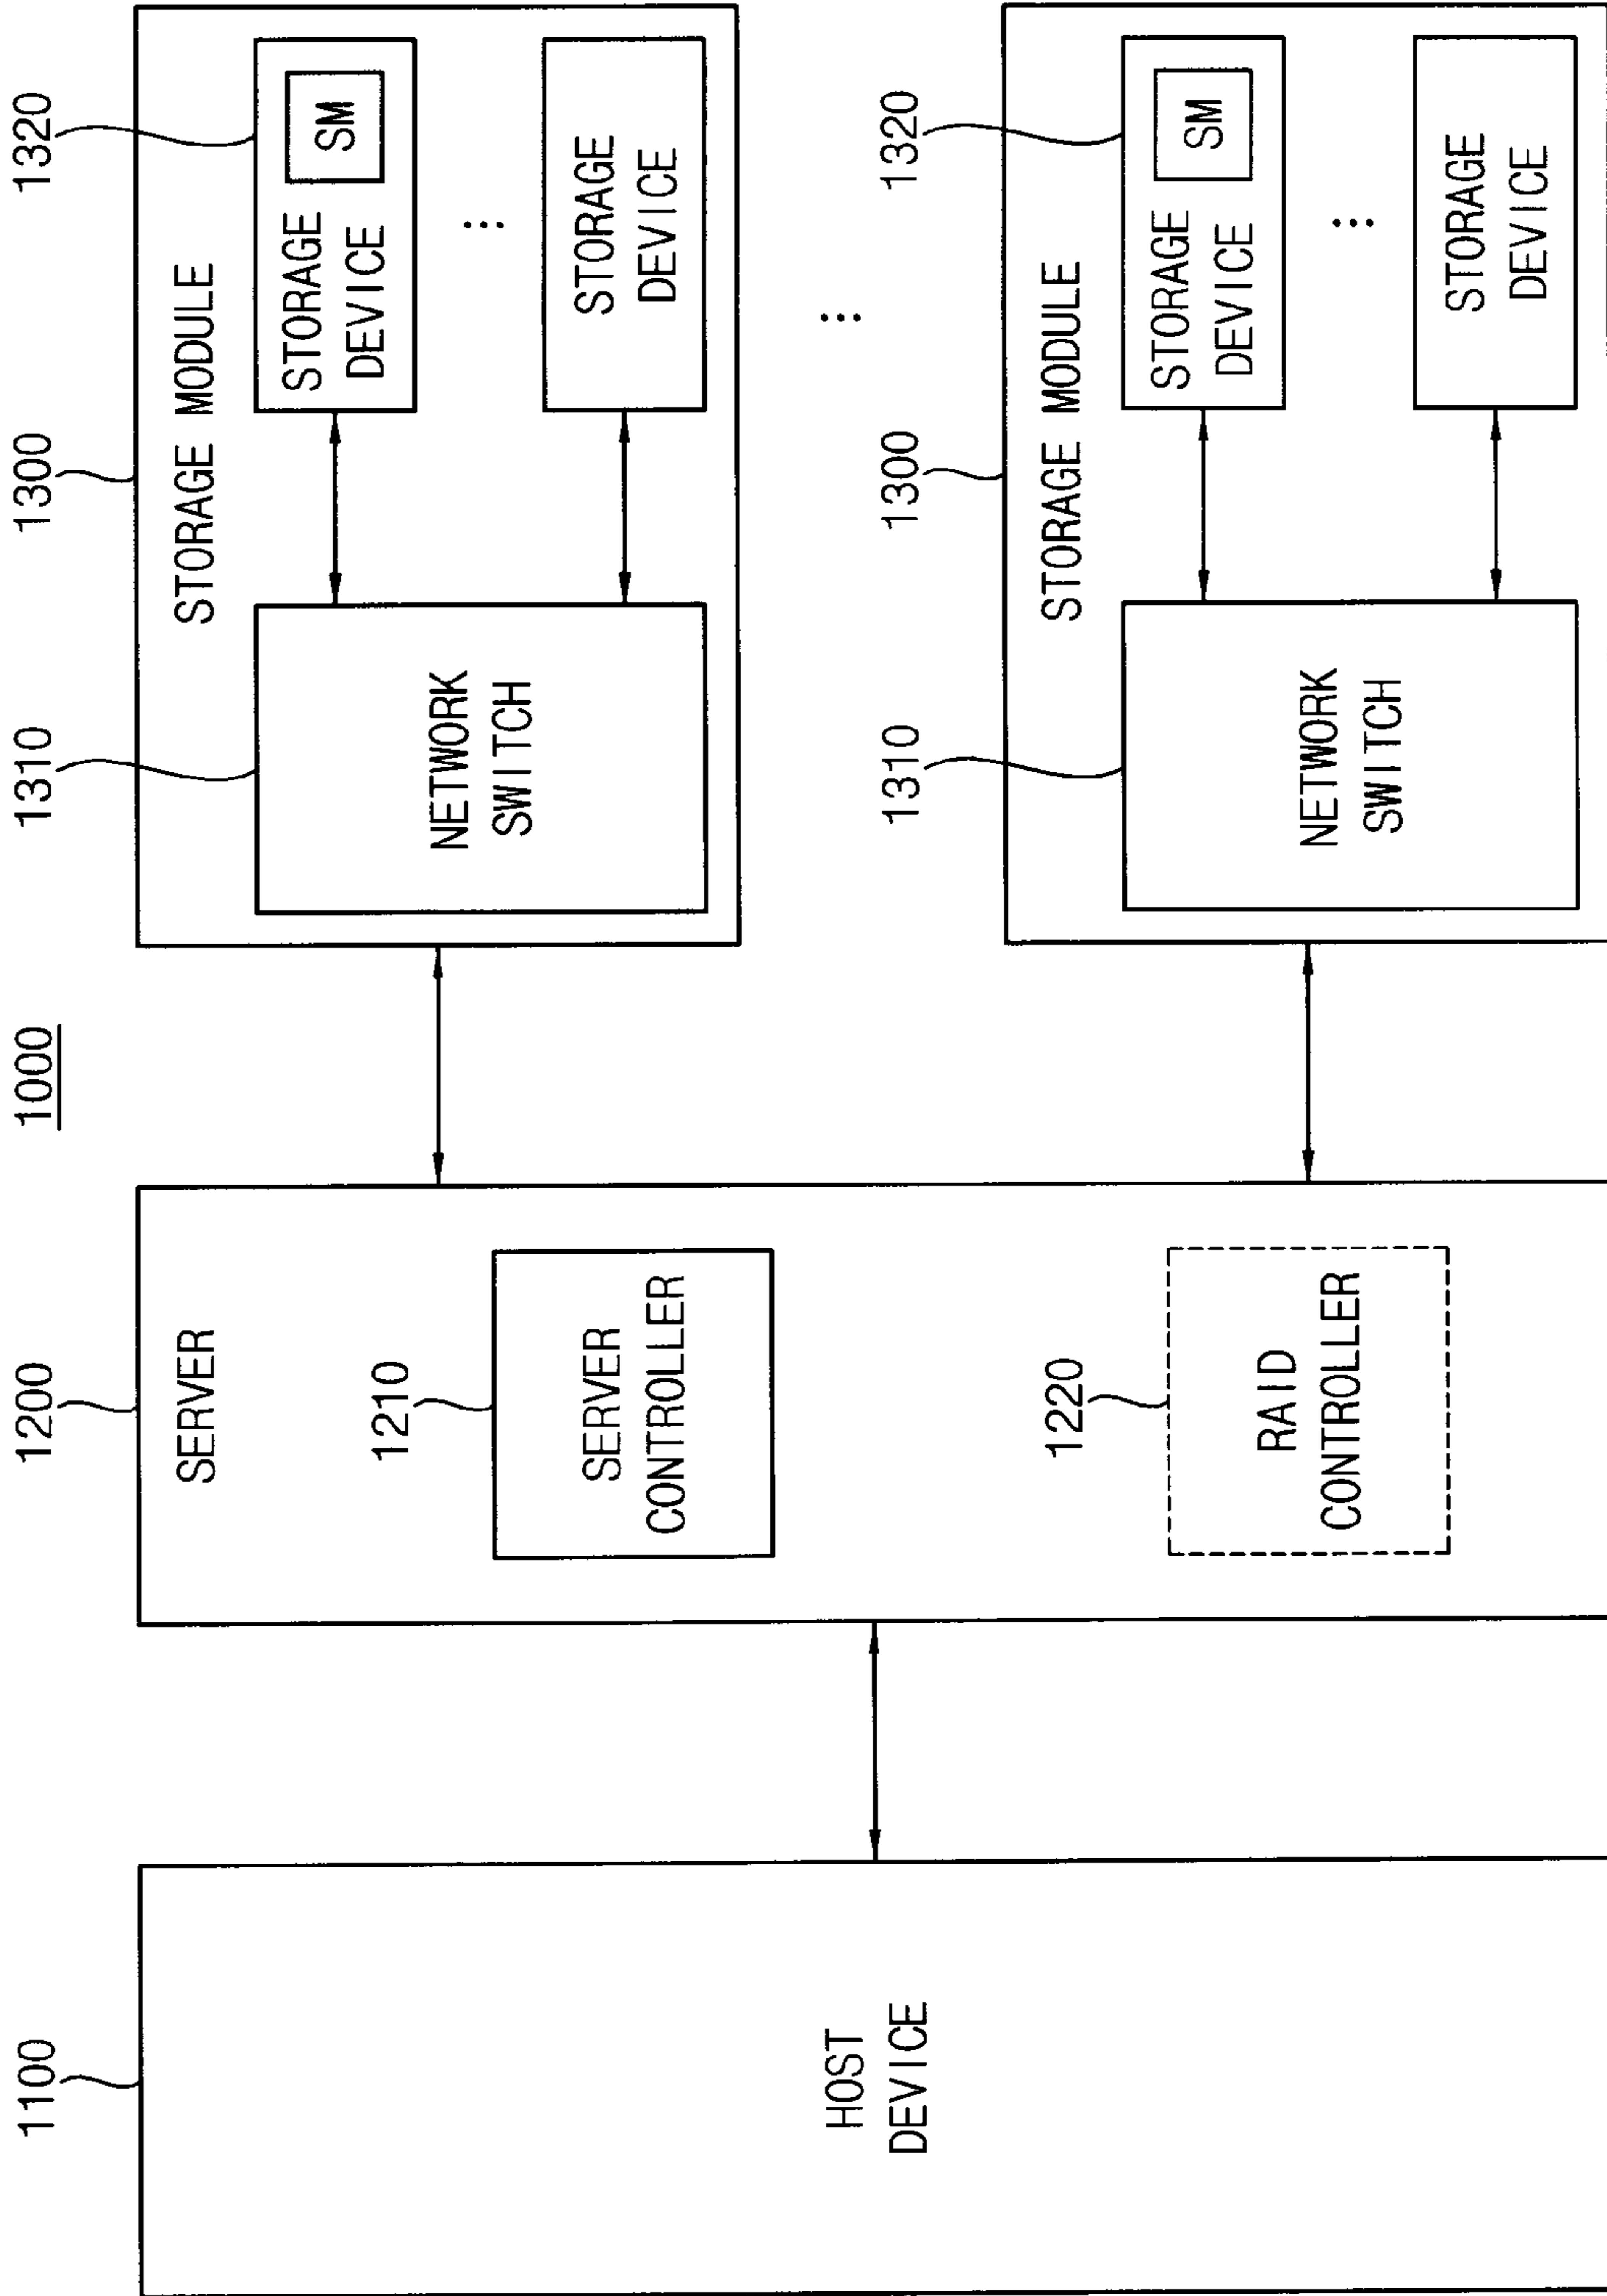 1000
1100
HOST
DEVICE
1200
SERVER
1210
SERVER
CONTROLLER
1220
RAID
CONTROLLER
1300
STORAGE MODULE
1310
NETWORK
SWITCH
1320
STORAGE
DEVICE
SM
⋮
STORAGE
DEVICE
⋮
1300
STORAGE MODULE
1310
NETWORK
SWITCH
1320
STORAGE
DEVICE
SM
⋮
STORAGE
DEVICE